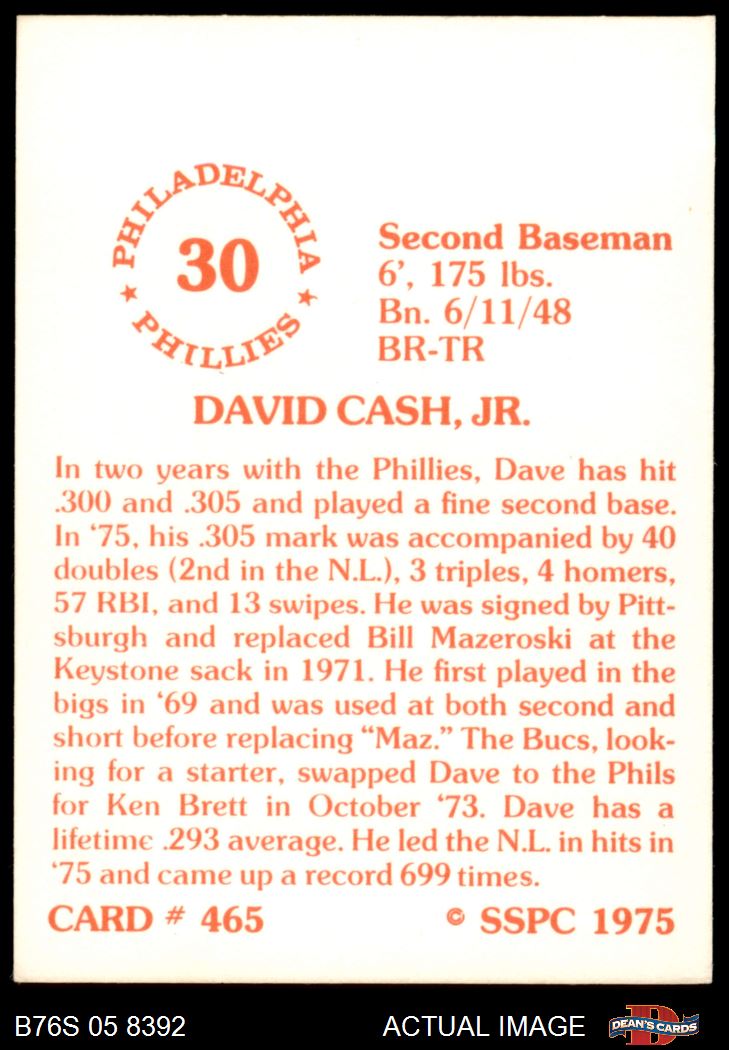 PHILADELPHIA
30
PHILLIES
Second Baseman
6’, 175 lbs.
Bn. 6/11/48
BR-TR
DAVID CASH, JR.
In two years with the Phillies, Dave has hit
.300 and .305 and played a fine second base.
In ‘75, his .305 mark was accompanied by 40
doubles (2nd in the N.L.), 3 triples, 4 homers,
57 RBI, and 13 swipes. He was signed by Pitt-
sburgh and replaced Bill Mazeroski at the
Keystone sack in 1971. He first played in the
bigs in ‘69 and was used at both second and
short before replacing “Maz.” The Bucs, look-
ing for a starter, swapped Dave to the Phils
for Ken Brett in October ‘73. Dave has a
lifetime .293 average. He led the N.L. in hits in
‘75 and came up a record 699 times.
CARD # 465 © SSPC 1975
B76S 05 8392 ACTUAL IMAGE DEAN'S CARDS